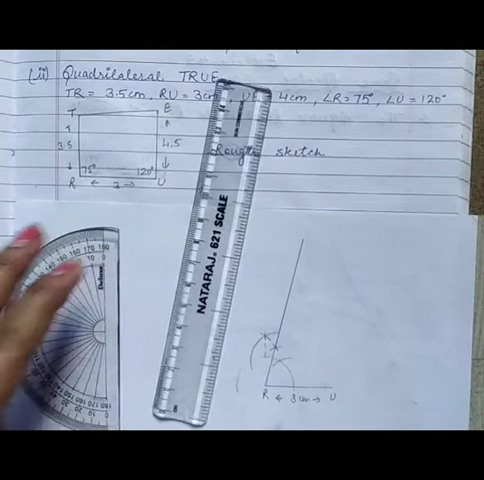 (ii) Quadrilateral TRUE
TR = 3.5cm, RU = 3cm, UE 4cm, ∠R = 75°, ∠U = 120°
T E
3.5 4.5
75° 120°
R ← 3 → U
Rough sketch
NATARAJ 621 SCALE
Deluxe
R ← 3cm → U